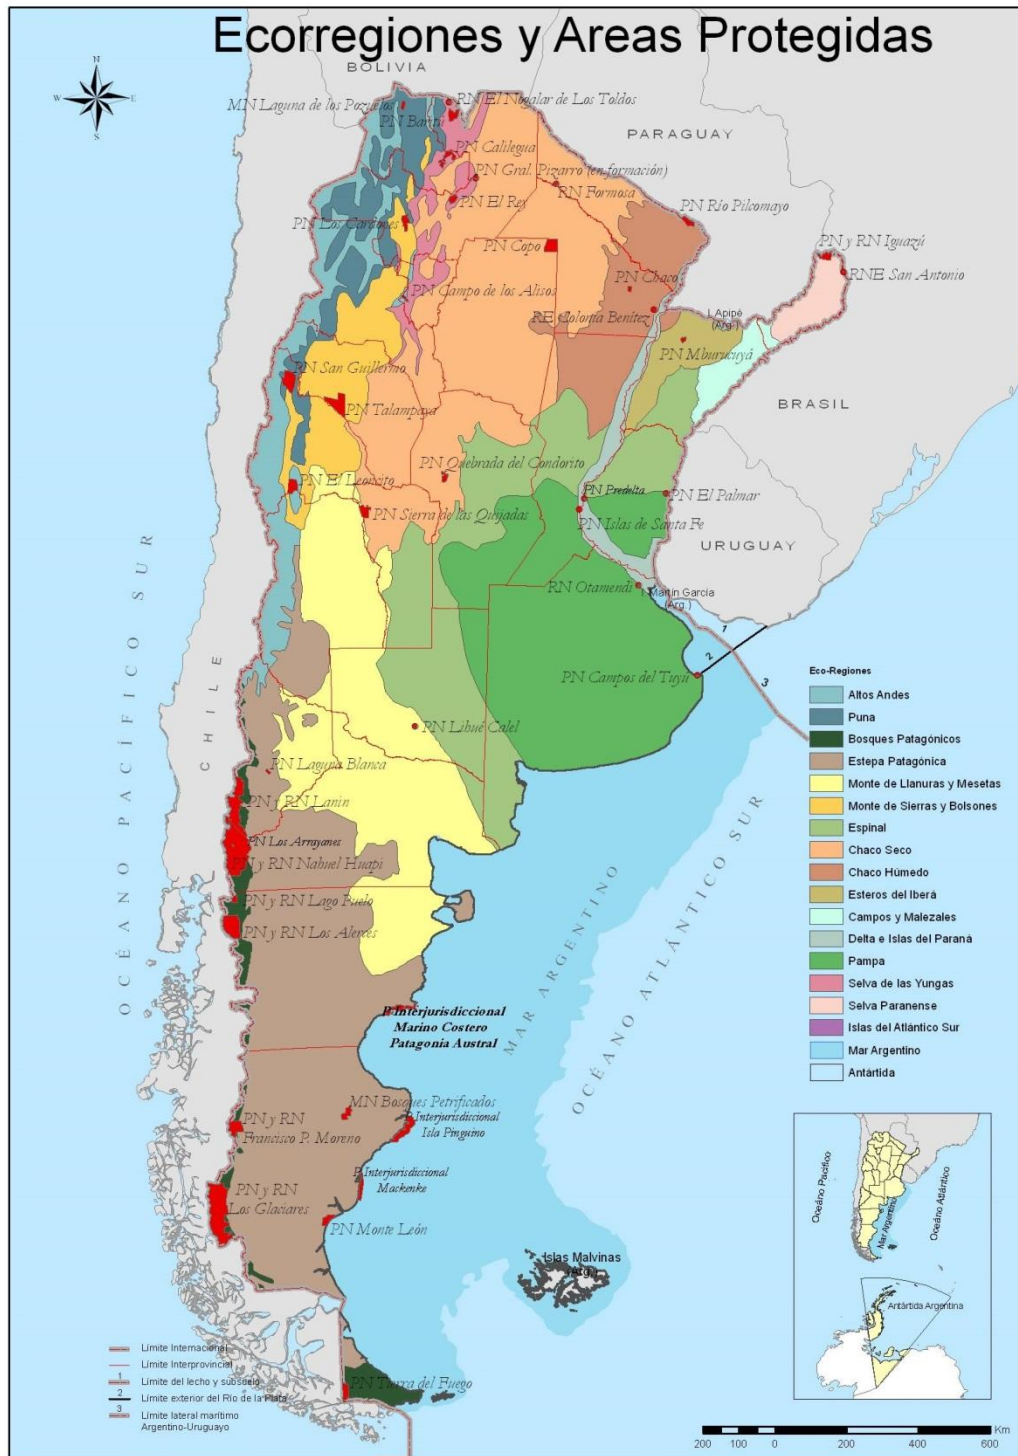 Ecorregiones y Areas Protegidas
BOLIVIA
N
W
E
S
MN Laguna de los Pozuelos
RN El Nogalar de Los Toldos
PN Baritú
PARAGUAY
PN Calilegua
PN Gral. Pizarro (en formación)
RN Formosa
PN El Rey
PN Río Pilcomayo
PN Los Cardones
PN Copo
PN y RN Iguazú
RNE San Antonio
PN Chaco
PN Campo de los Alisos
RE Colonia Benítez
I. Apipé
(Arg.)
PN Mburucuyá
PN San Guillermo
BRASIL
PN Talampaya
PN Quebrada del Condorito
PN El Leoncito
PN Predelta
PN El Palmar
PN Sierra de las Quijadas
PN Islas de Santa Fe
URUGUAY
RN Otamendi
I. Martín García
(Arg.)
1
2
3
PN Campos del Tuyú
OCÉANO PACÍFICO SUR
CHILE
PN Lihué Calel
PN Laguna Blanca
PN y RN Lanin
PN Los Arrayanes
PN y RN Nahuel Huapi
PN y RN Lago Puelo
PN y RN Los Alerces
MAR ARGENTINO
OCÉANO ATLÁNTICO SUR
P. Interjurisdiccional
Marino Costero
Patagonia Austral
MN Bosques Petrificados
P. Interjurisdiccional
Isla Pinguino
PN y RN
Francisco P. Moreno
P. Interjurisdiccional
Mackenke
PN y RN
Los Glaciares
PN Monte León
Islas Malvinas
(Arg.)
PN Tierra del Fuego
Eco-Regiones
Altos Andes
Puna
Bosques Patagónicos
Estepa Patagónica
Monte de Llanuras y Mesetas
Monte de Sierras y Bolsones
Espinal
Chaco Seco
Chaco Húmedo
Esteros del Iberá
Campos y Malezales
Delta e Islas del Paraná
Pampa
Selva de las Yungas
Selva Paranense
Islas del Atlántico Sur
Mar Argentino
Antártida
Océano Pacífico
Mar Argentino
Océano Atlántico
Antártida Argentina
Límite Internacional
Límite Interprovincial
1 Límite del lecho y subsuelo
2 Límite exterior del Río de la Plata
3 Límite lateral marítimo
Argentino-Uruguayo
Km
200 0 200 400 600